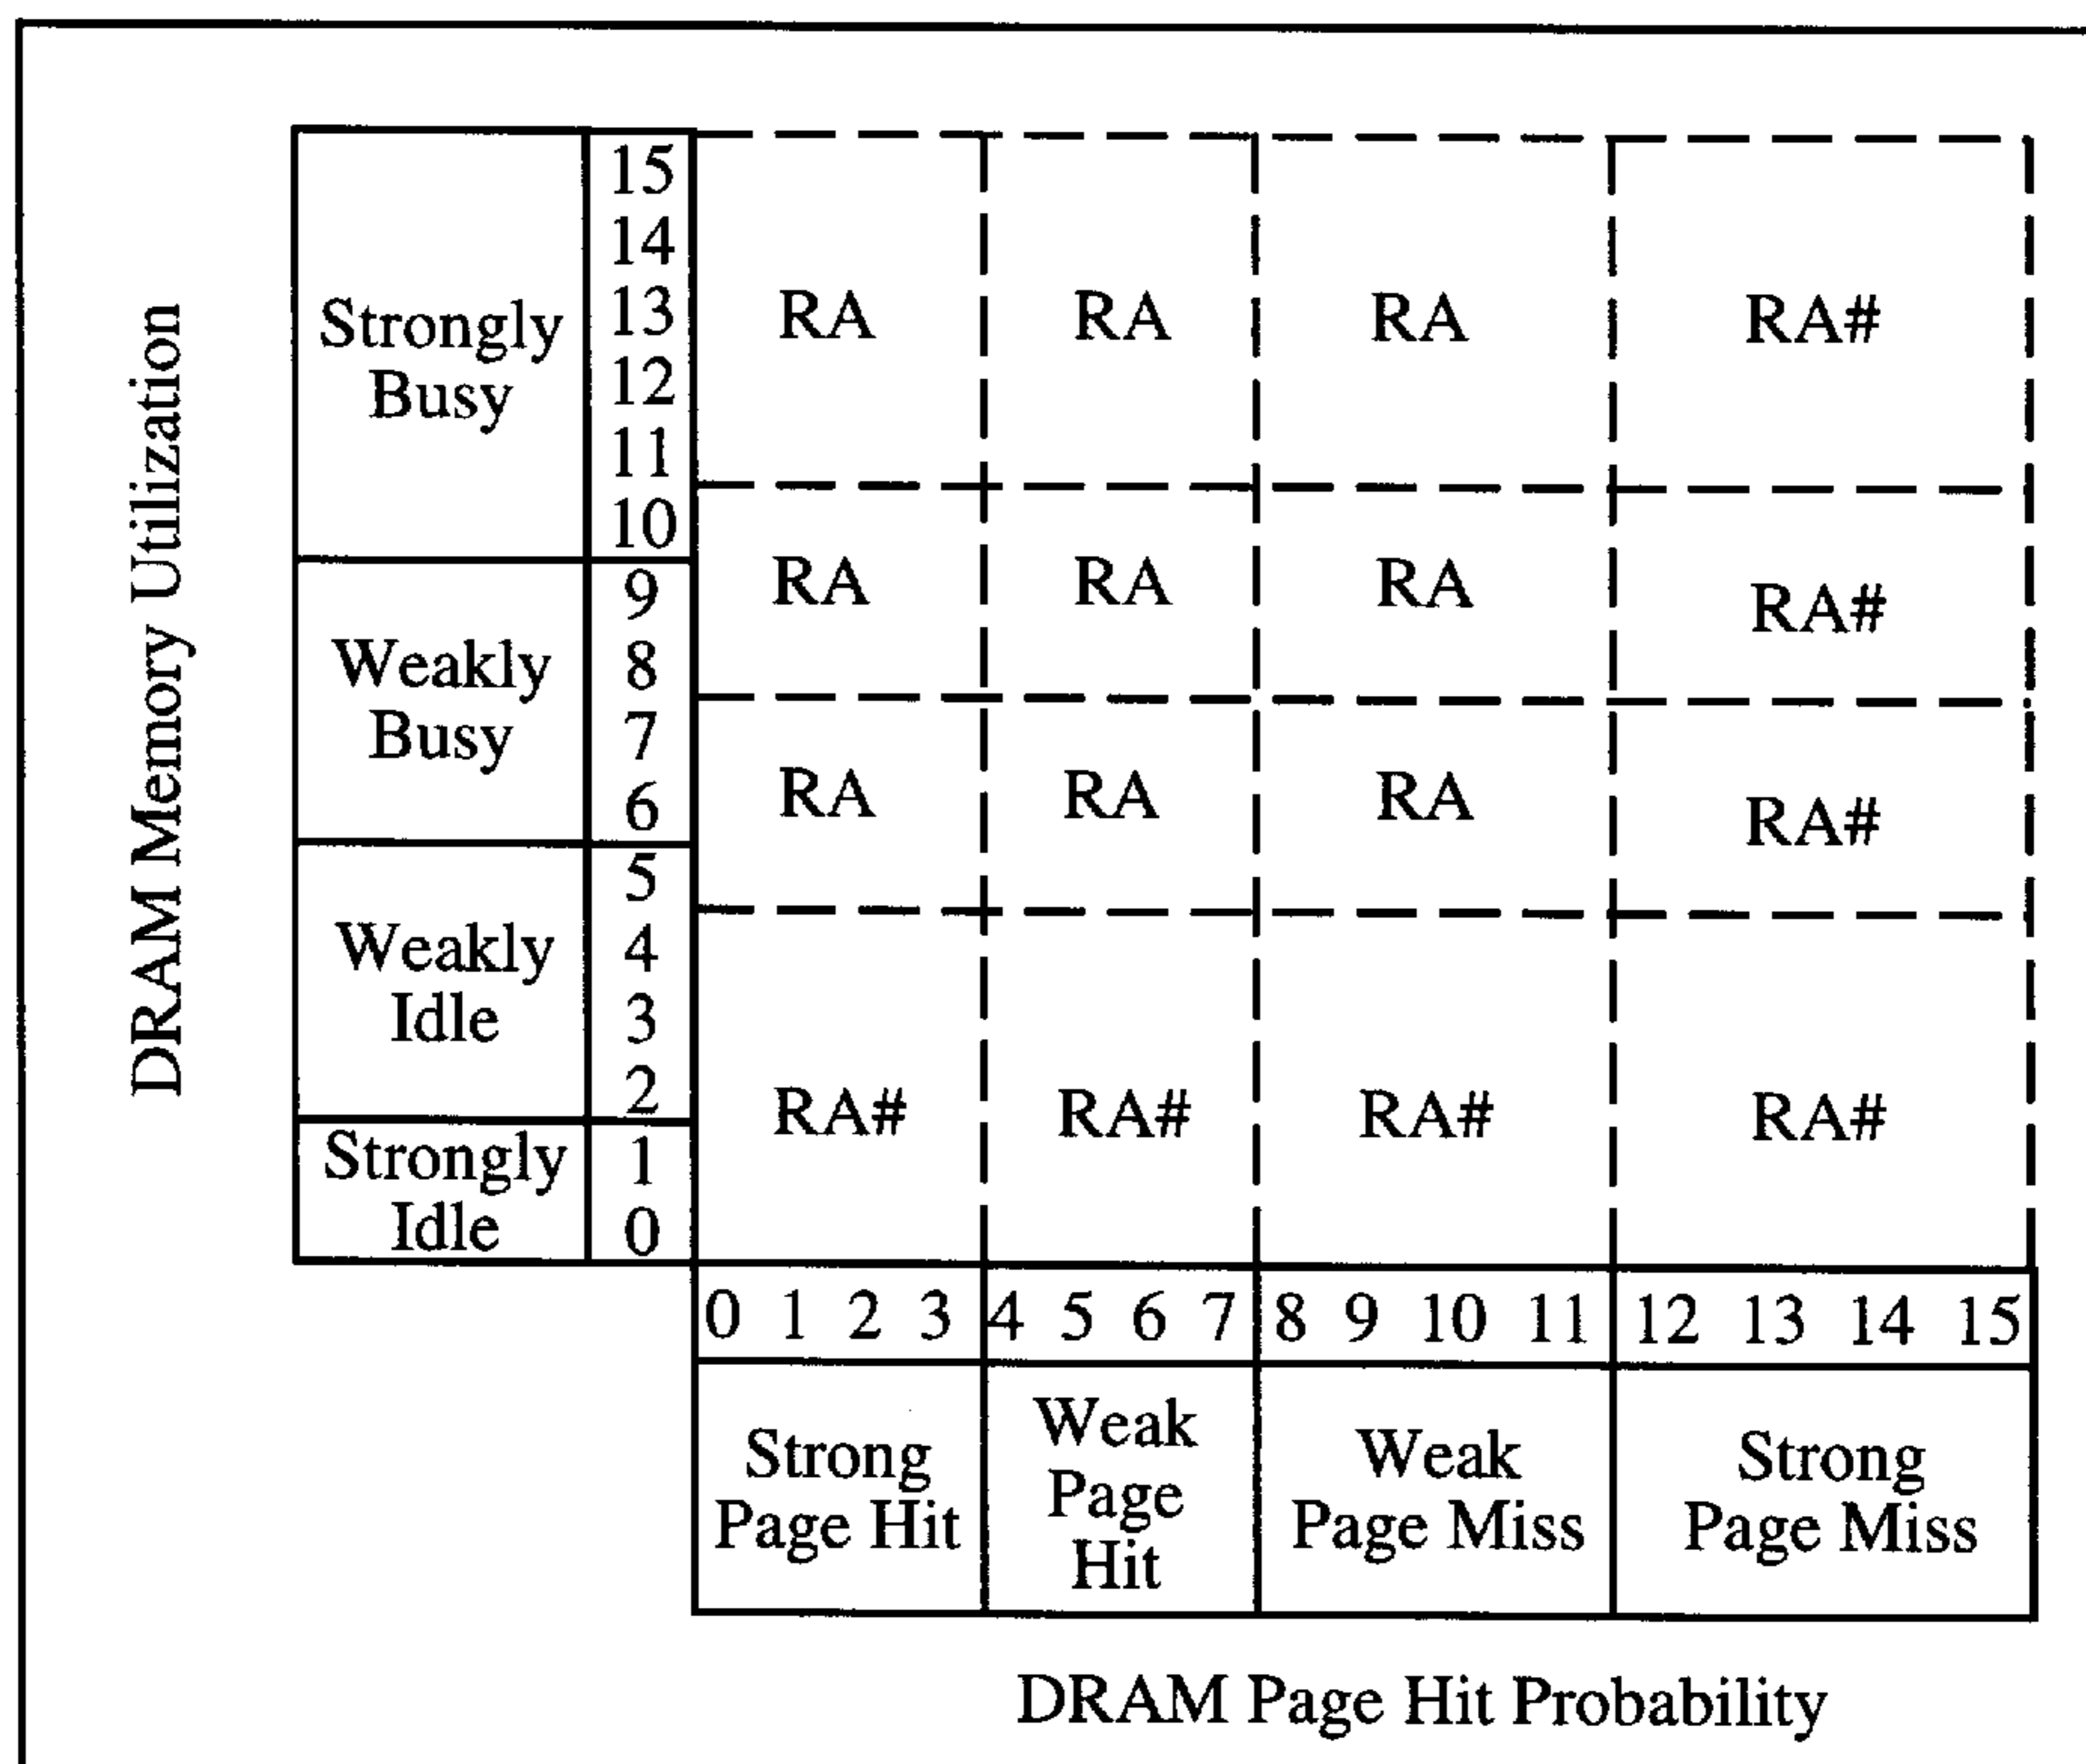 DRAM Memory Utilization
Strongly
Busy
15
14
13
12
11
10
Weakly
Busy
9
8
7
6
Weakly
Idle
5
4
3
2
Strongly
Idle
1
0
RA RA RA RA#
RA RA RA RA#
RA RA RA RA#
RA# RA# RA# RA#
0 1 2 3 4 5 6 7 8 9 10 11 12 13 14 15
Strong
Page Hit
Weak
Page
Hit
Weak
Page Miss
Strong
Page Miss
DRAM Page Hit Probability